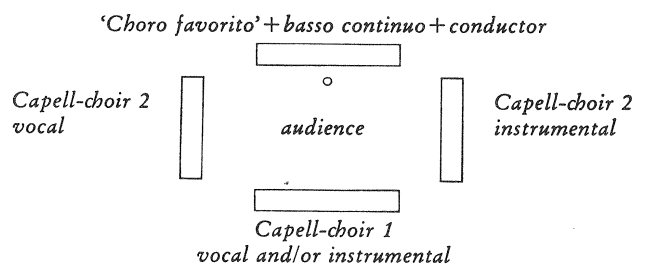 ‘Choro favorito’+basso continuo+conductor
Capell-choir 2
vocal
audience
Capell-choir 2
instrumental
Capell-choir 1
vocal and/or instrumental